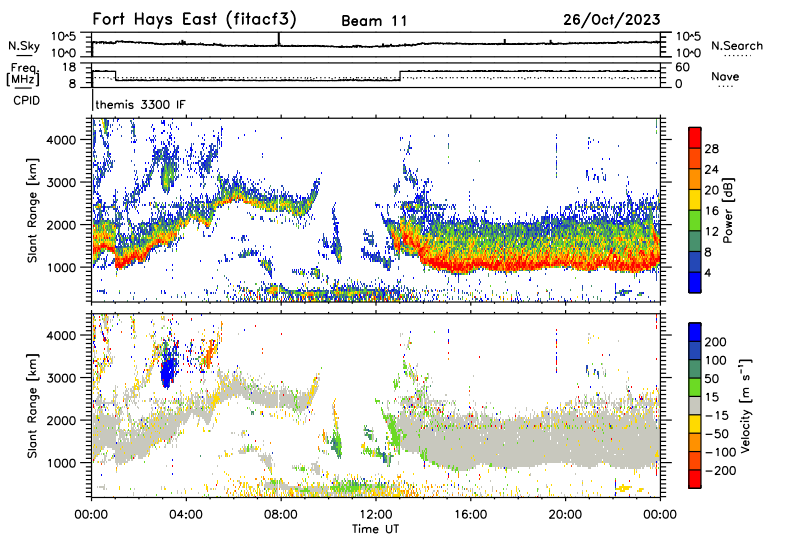 Fort Hays East (fitacf3) Beam 11 26/Oct/2023
N.Sky 10^5 10^0 10^5 10^0 N.Search
Freq. [MHz] 18 8 60 0 Nave
CPID themis 3300 IF
Slant Range [km] 4000 3000 2000 1000
Power [dB] 28 24 20 16 12 8 4
Slant Range [km] 4000 3000 2000 1000
Velocity [m s⁻¹] 200 100 50 15 −15 −50 −100 −200
00:00 04:00 08:00 12:00 16:00 20:00 00:00
Time UT